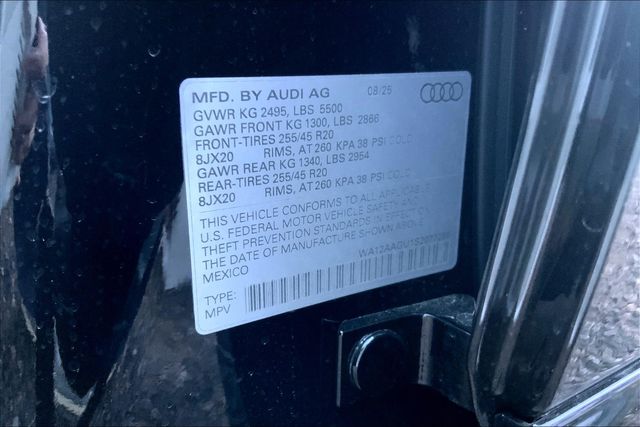 MFD. BY AUDI AG 08/25
GVWR KG 2495, LBS 5500
GAWR FRONT KG 1300, LBS 2866
FRONT-TIRES 255/45 R20
8JX20 RIMS, AT 260 KPA 38 PSI COLD
GAWR REAR KG 1340, LBS 2954
REAR-TIRES 255/45 R20
8JX20 RIMS, AT 260 KPA 38 PSI COLD
THIS VEHICLE CONFORMS TO ALL APPLICABLE
U.S. FEDERAL MOTOR VEHICLE SAFETY AND
THEFT PREVENTION STANDARDS IN EFFECT ON
THE DATE OF MANUFACTURE SHOWN ABOVE
MEXICO
TYPE:
MPV